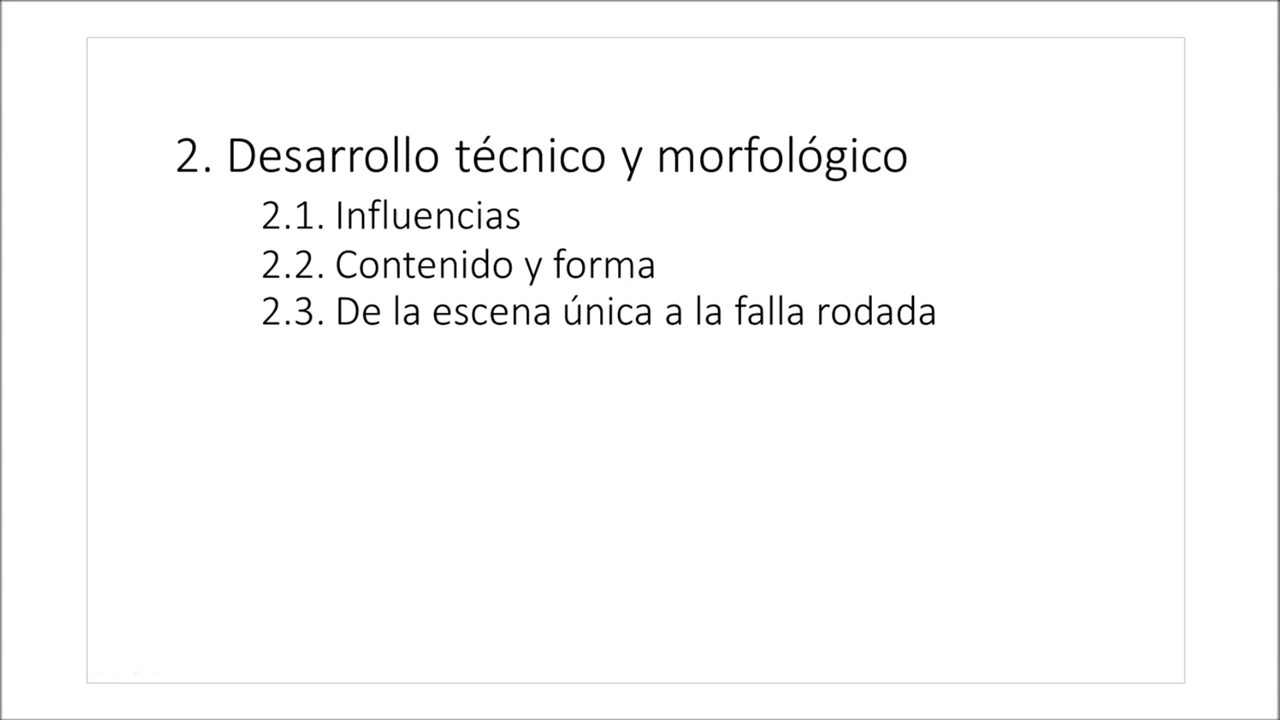 2. Desarrollo técnico y morfológico
2.1. Influencias
2.2. Contenido y forma
2.3. De la escena única a la falla rodada